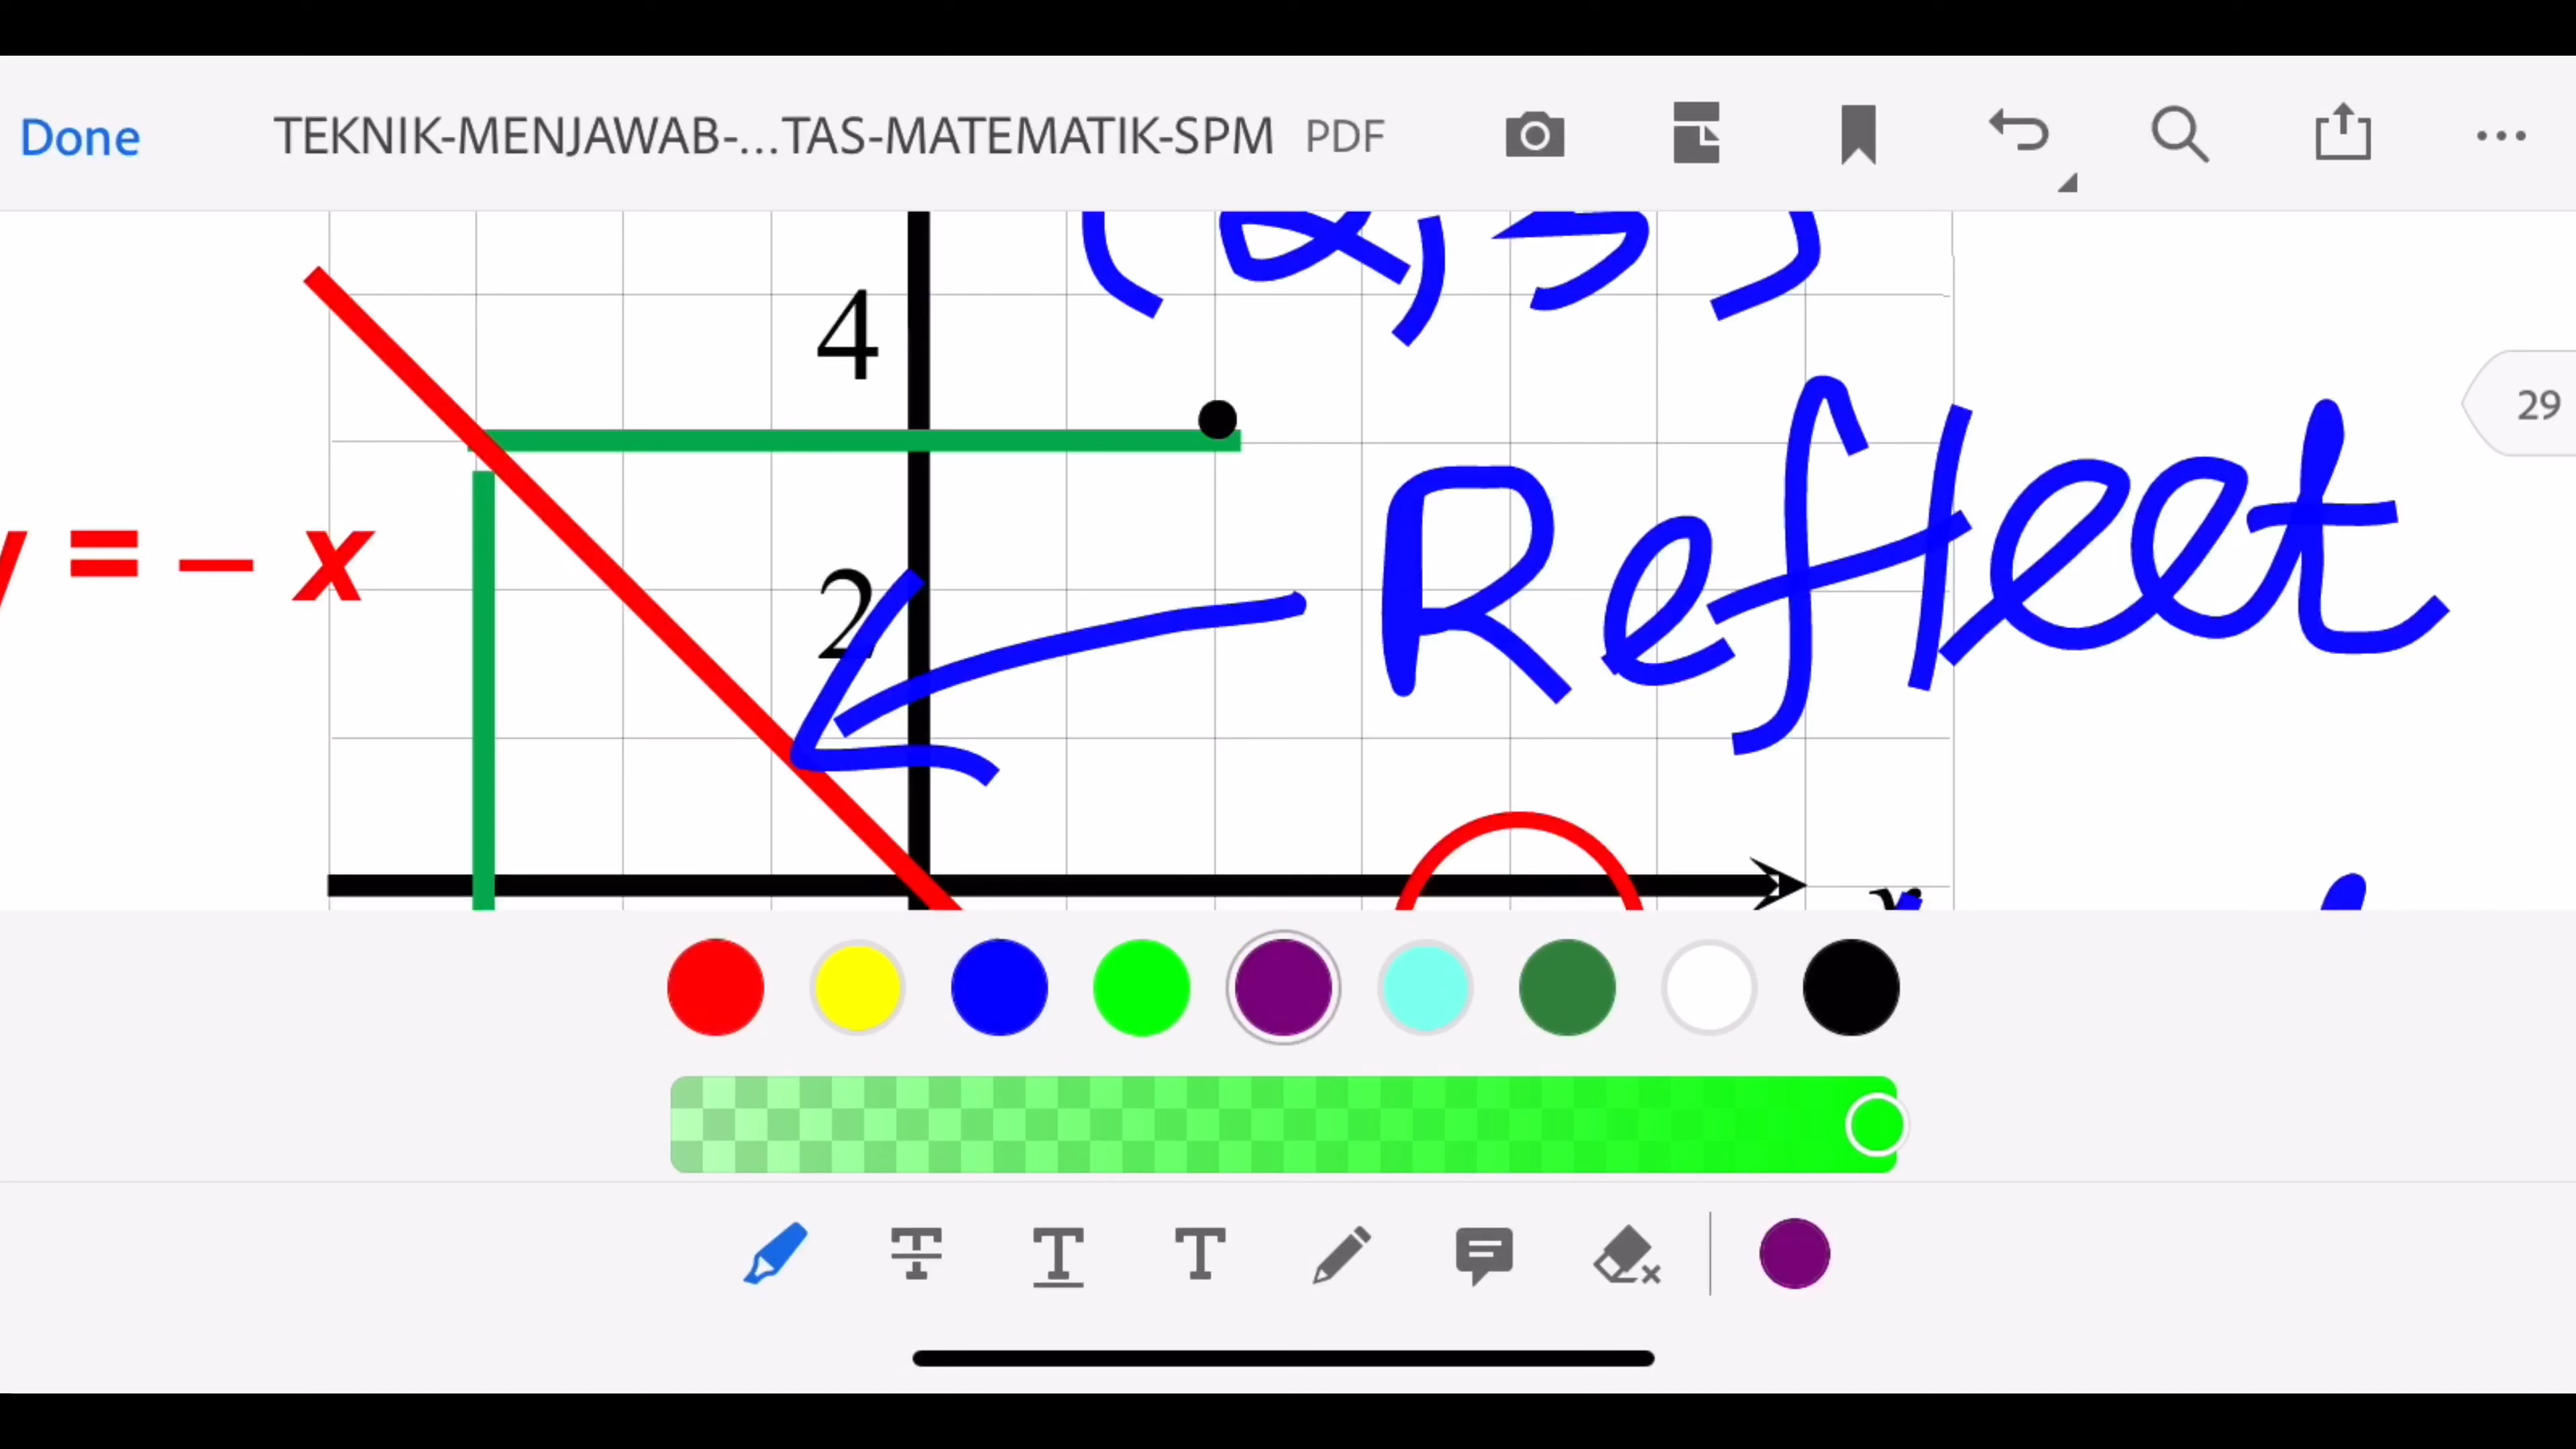 Done TEKNIK-MENJAWAB-...TAS-MATEMATIK-SPM PDF
4
29
Reflect
y = – x
2
x